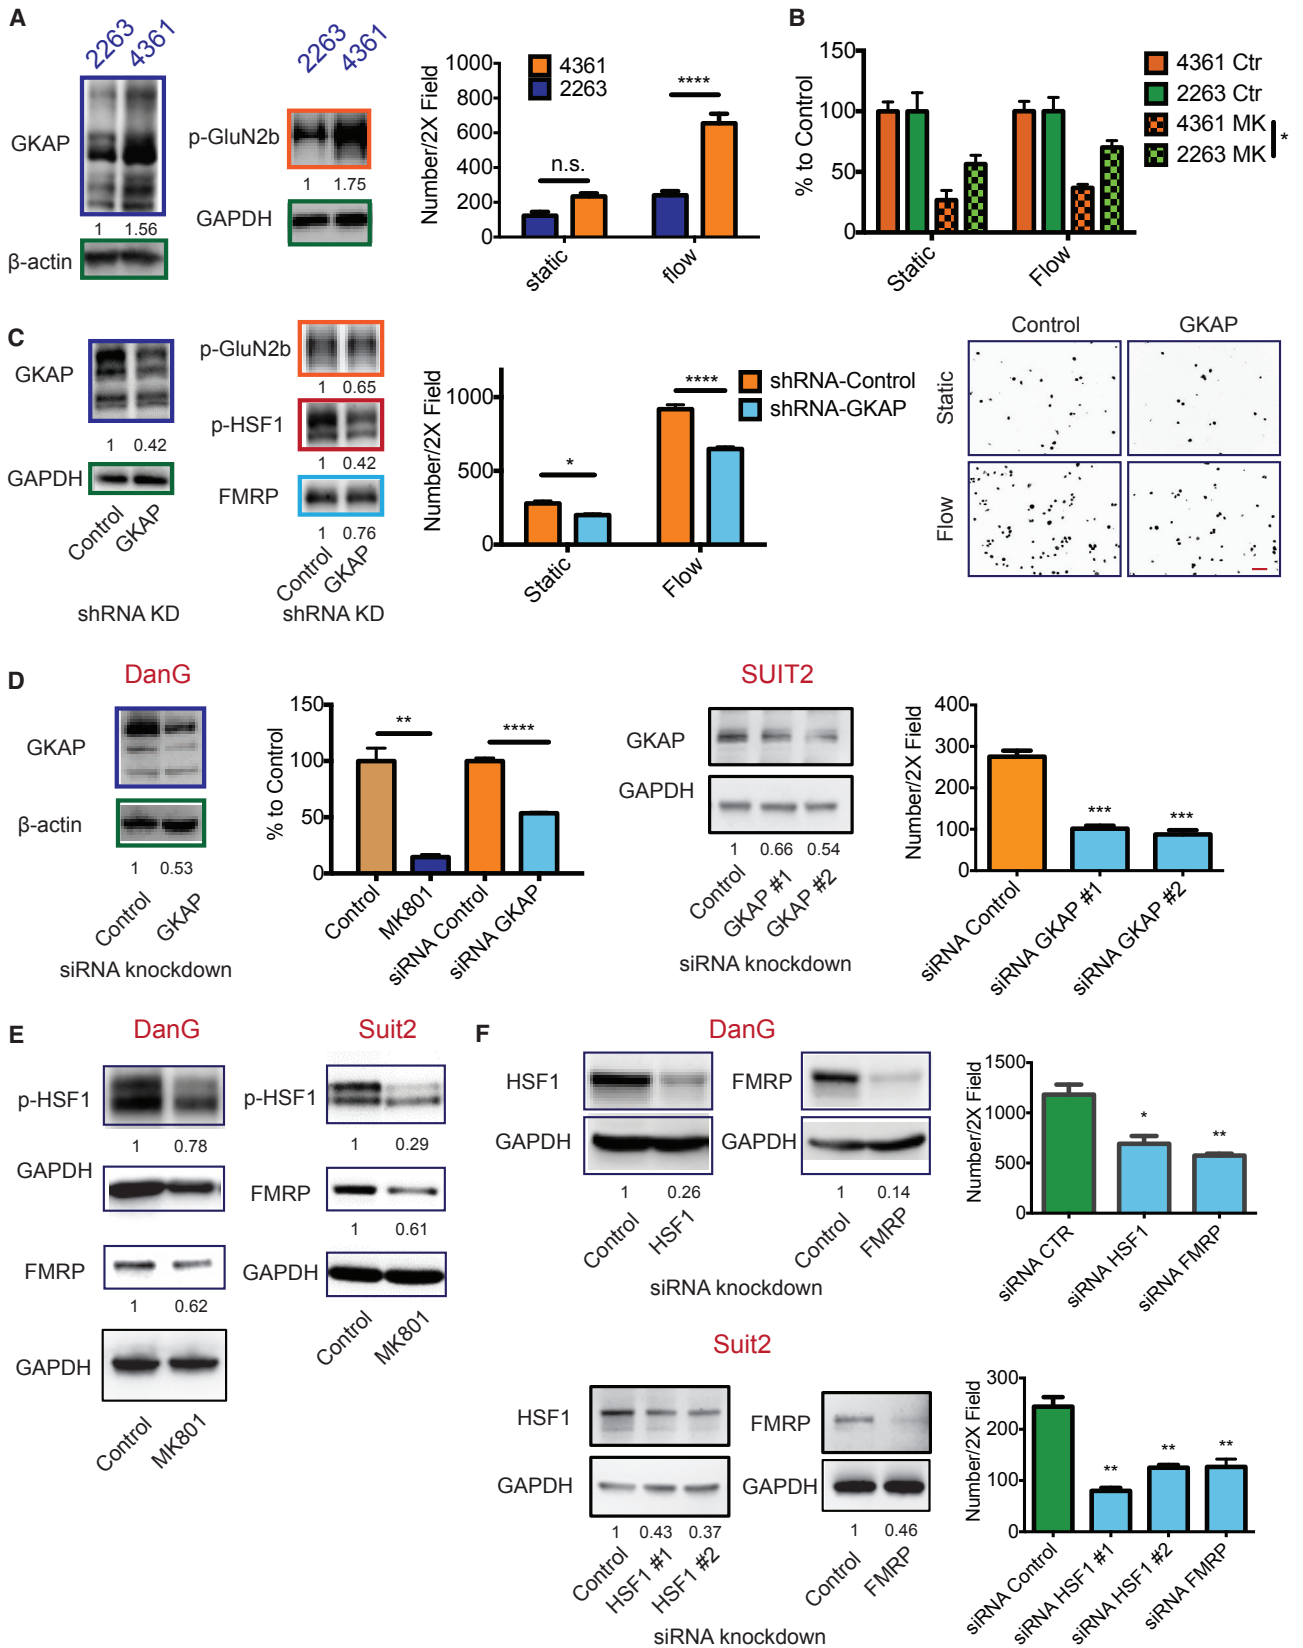 A
2263 4361
GKAP
1 1.56
β-actin
2263 4361
p-GluN2b
1 1.75
GAPDH
Number/2X Field
1000
800
600
400
200
0
4361
2263
n.s.
****
static flow
B
% to Control
150
100
50
0
4361 Ctr
2263 Ctr
4361 MK
2263 MK
*
Static Flow
C
GKAP
1 0.42
GAPDH
Control GKAP
shRNA KD
p-GluN2b
1 0.65
p-HSF1
1 0.42
FMRP
1 0.76
Control GKAP
shRNA KD
Number/2X Field
1000
500
0
*
****
shRNA-Control
shRNA-GKAP
Static Flow
Control GKAP
Static
Flow
D
DanG
GKAP
β-actin
1 0.53
Control GKAP
siRNA knockdown
% to Control
150
100
50
0
**
****
Control MK801 siRNA Control siRNA GKAP
SUIT2
GKAP
GAPDH
1 0.66 0.54
Control GKAP #1 GKAP #2
siRNA knockdown
Number/2X Field
400
300
200
100
0
***
***
siRNA Control siRNA GKAP #1 siRNA GKAP #2
E
DanG
p-HSF1
1 0.78
GAPDH
FMRP
1 0.62
GAPDH
Control MK801
Suit2
p-HSF1
1 0.29
FMRP
1 0.61
GAPDH
Control MK801
F
DanG
HSF1
GAPDH
1 0.26
Control HSF1
FMRP
GAPDH
1 0.14
Control FMRP
siRNA knockdown
Number/2X Field
1500
1000
500
0
*
**
siRNA CTR siRNA HSF1 siRNA FMRP
Suit2
HSF1
GAPDH
1 0.43 0.37
Control HSF1 #1 HSF1 #2
FMRP
GAPDH
1 0.46
Control FMRP
siRNA knockdown
Number/2X Field
300
200
100
0
**
**
**
siRNA Control siRNA HSF1 #1 siRNA HSF1 #2 siRNA FMRP